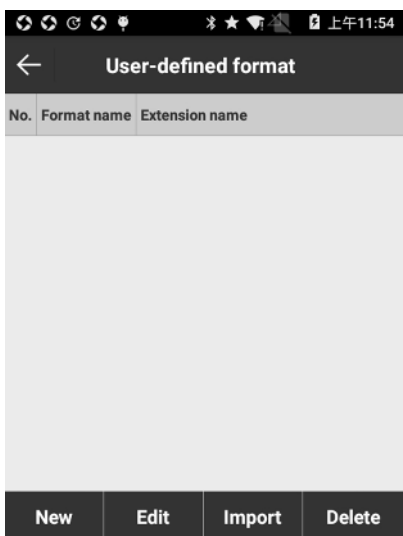 上午11:54
User-defined format
No. Format name Extension name
New Edit Import Delete